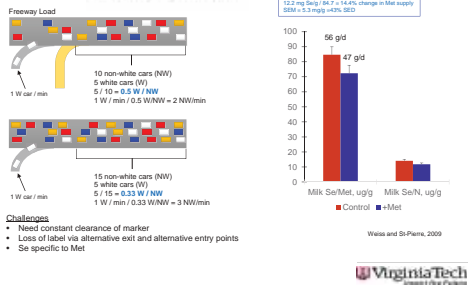 Freeway Load
1 W car / min
10 non-white cars (NW)
5 white cars (W)
5 / 10 = 0.5 W / NW
1 W / min / 0.5 W/NW = 2 NW/min
1 W car / min
15 non-white cars (NW)
5 white cars (W)
5 / 15 = 0.33 W / NW
1 W / min / 0.33 W/NW = 3 NW/min
Challenges
• Need constant clearance of marker
• Loss of label via alternative exit and alternative entry points
• Se specific to Met
12.2 mg Se/g / 84.7 = 14.4% change in Met supply
SEM = 5.3 mg/g =43% SED
100
90
80
70
60
50
40
30
20
10
0
56 g/d
47 g/d
Milk Se/Met, ug/g
Milk Se/N, ug/g
Control
+Met
Weiss and St-Pierre, 2009
VirginiaTech